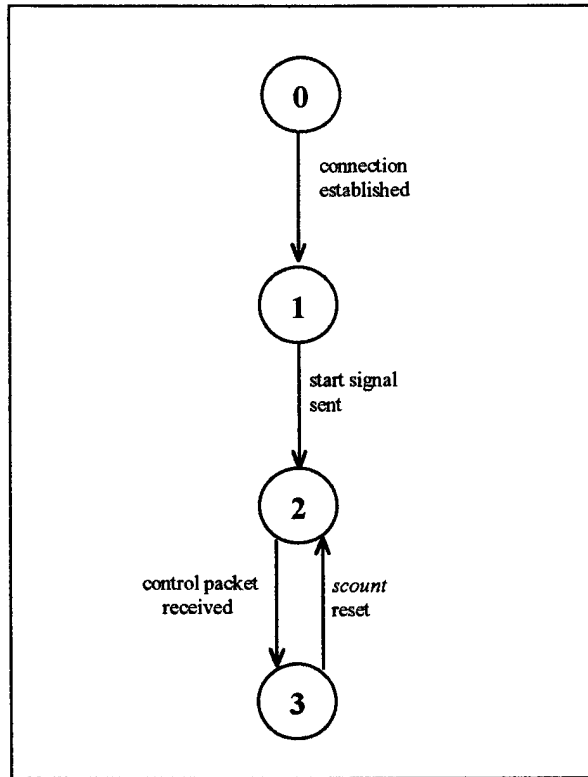 0
connection
established
1
start signal
sent
2
control packet
received
scount
reset
3